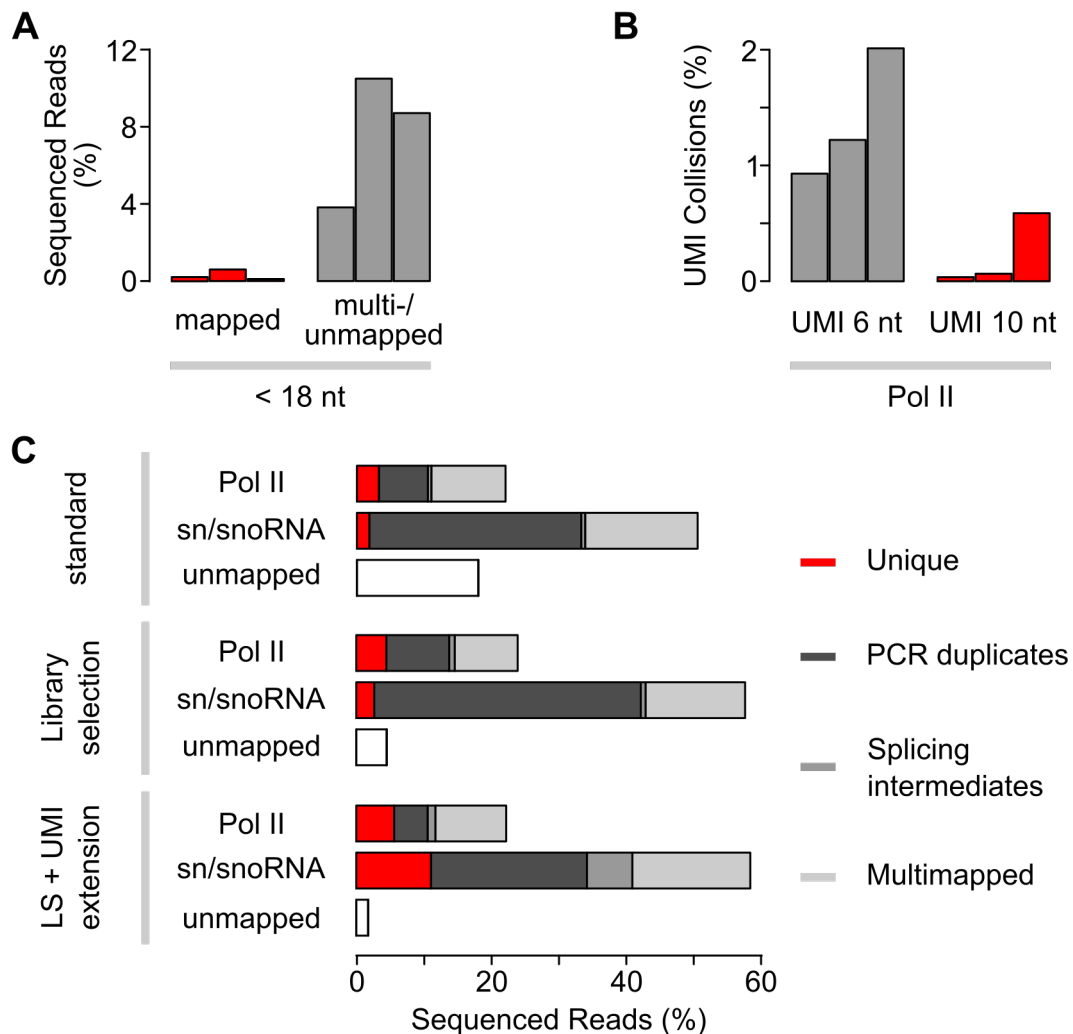 A
Sequenced Reads
(%)
12
8
4
0
mapped
multi-/
unmapped
< 18 nt
B
UMI Collisions (%)
2
1
0
UMI 6 nt
UMI 10 nt
Pol II
C
standard
Pol II
sn/snoRNA
unmapped
Library
selection
Pol II
sn/snoRNA
unmapped
LS + UMI
extension
Pol II
sn/snoRNA
unmapped
0
20
40
60
Sequenced Reads (%)
Unique
PCR duplicates
Splicing
intermediates
Multimapped